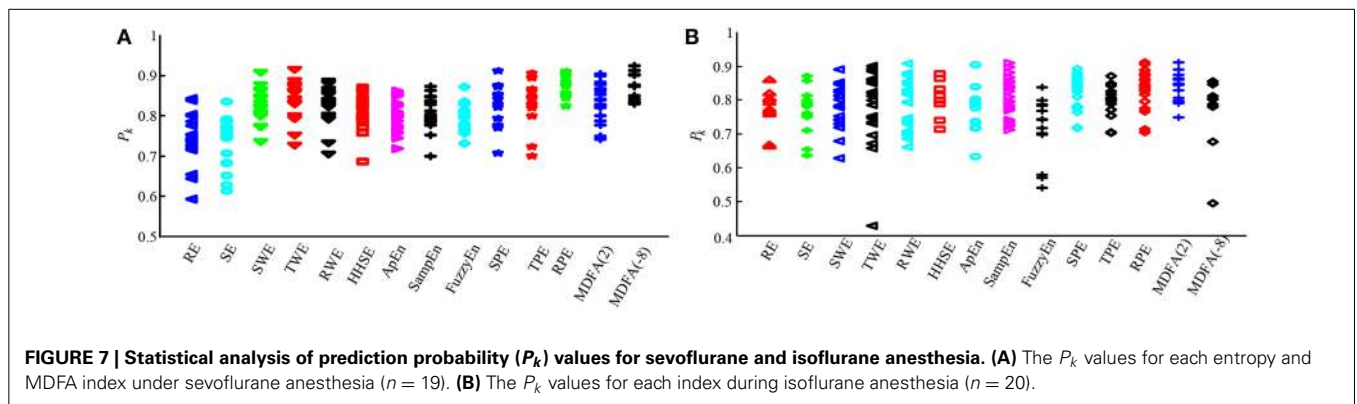 A
1
0.9
0.8
0.7
0.6
0.5
Pk
RE
SE
SWE
TWE
RWE
HHSE
ApEn
SampEn
FuzzyEn
SPE
TPE
RPE
MDFA(2)
MDFA(-8)
B
1
0.9
0.8
0.7
0.6
0.5
0.4
Pk
RE
SE
SWE
TWE
RWE
HHSE
ApEn
SampEn
FuzzyEn
SPE
TPE
RPE
MDFA(2)
MDFA(-8)
FIGURE 7 | Statistical analysis of prediction probability (Pk) values for sevoflurane and isoflurane anesthesia. (A) The Pk values for each entropy and
MDFA index under sevoflurane anesthesia (n = 19). (B) The Pk values for each index during isoflurane anesthesia (n = 20).